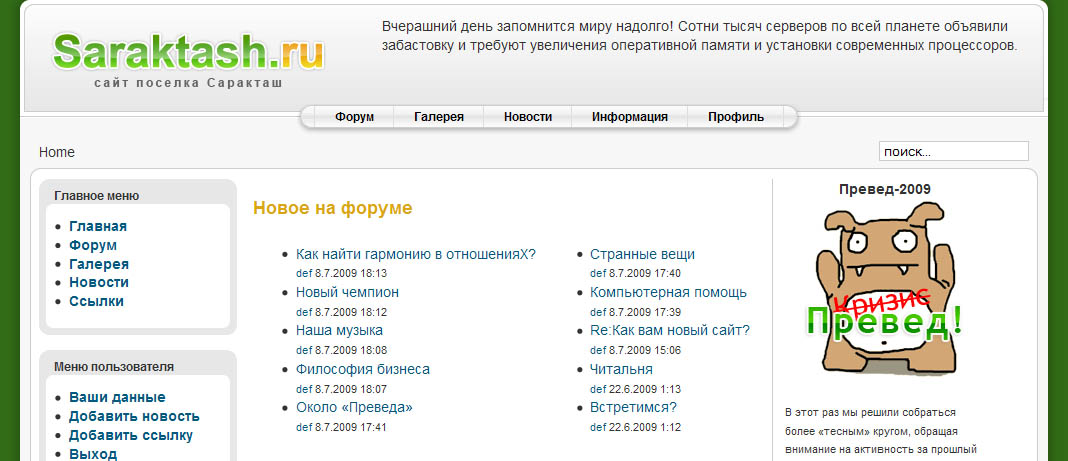 Saraktash.ru
сайт поселка Саракташ
Вчерашний день запомнится миру надолго! Сотни тысяч серверов по всей планете объявили
забастовку и требуют увеличения оперативной памяти и установки современных процессоров.
Форум Галерея Новости Информация Профиль
Home
поиск...
Главное меню
Главная
Форум
Галерея
Новости
Ссылки
Меню пользователя
Ваши данные
Добавить новость
Добавить ссылку
Выход
Новое на форуме
Как найти гармонию в отношенияХ?
def 8.7.2009 18:13
Новый чемпион
def 8.7.2009 18:12
Наша музыка
def 8.7.2009 18:08
Философия бизнеса
def 8.7.2009 18:07
Около «Преведа»
def 8.7.2009 17:41
Странные вещи
def 8.7.2009 17:40
Компьютерная помощь
def 8.7.2009 17:39
Re:Как вам новый сайт?
def 8.7.2009 15:06
Читальня
def 22.6.2009 1:13
Встретимся?
def 22.6.2009 1:12
Превед-2009
Кризис
Превед!
В этот раз мы решили собраться
более «тесным» кругом, обращая
внимание на активность за прошлый